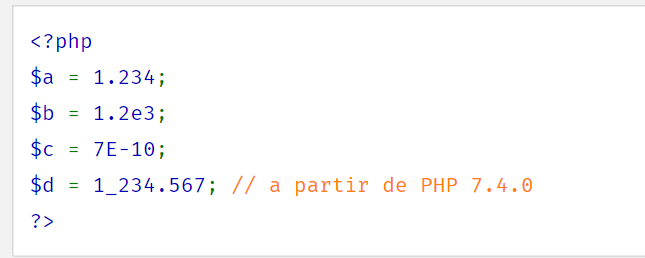 <?php
$a = 1.234;
$b = 1.2e3;
$c = 7E-10;
$d = 1_234.567; // a partir de PHP 7.4.0
?>